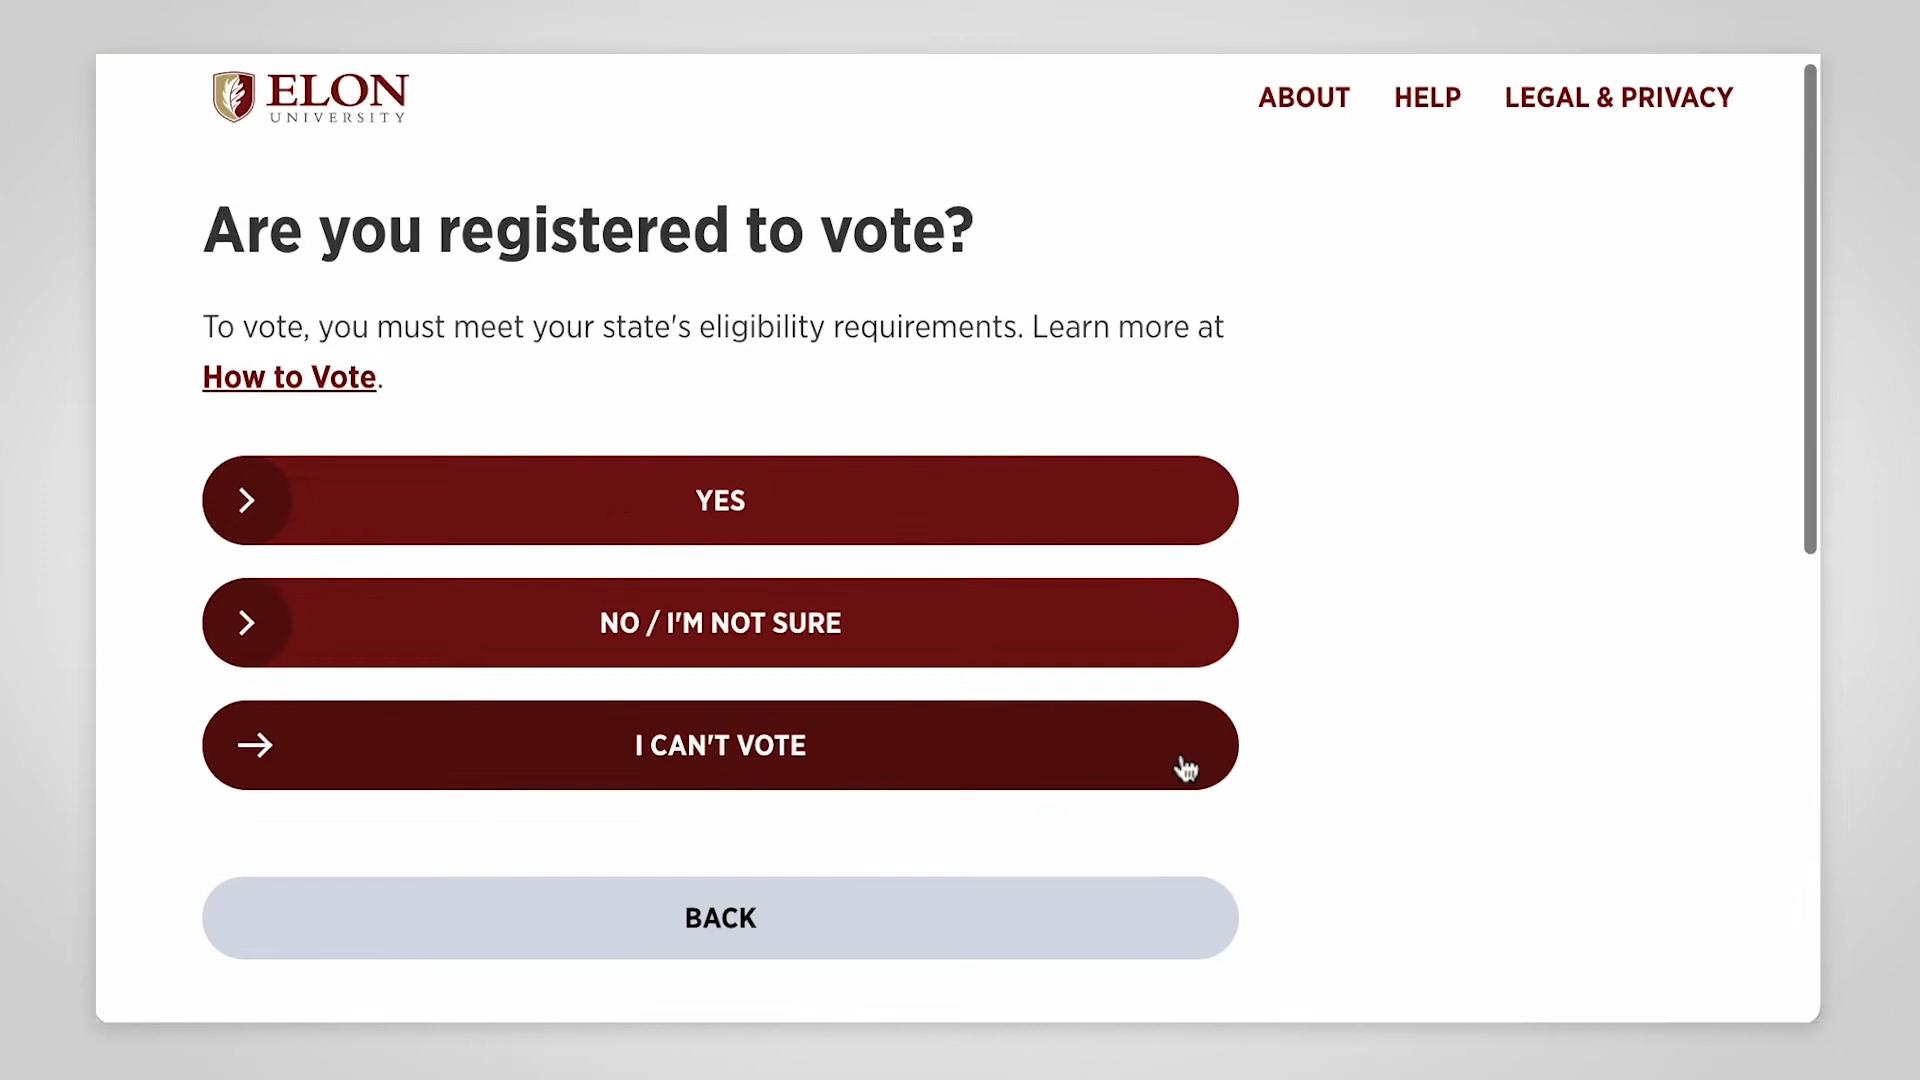 ELON
UNIVERSITY
ABOUT HELP LEGAL & PRIVACY
Are you registered to vote?
To vote, you must meet your state's eligibility requirements. Learn more at
How to Vote.
YES
NO / I'M NOT SURE
I CAN'T VOTE
BACK